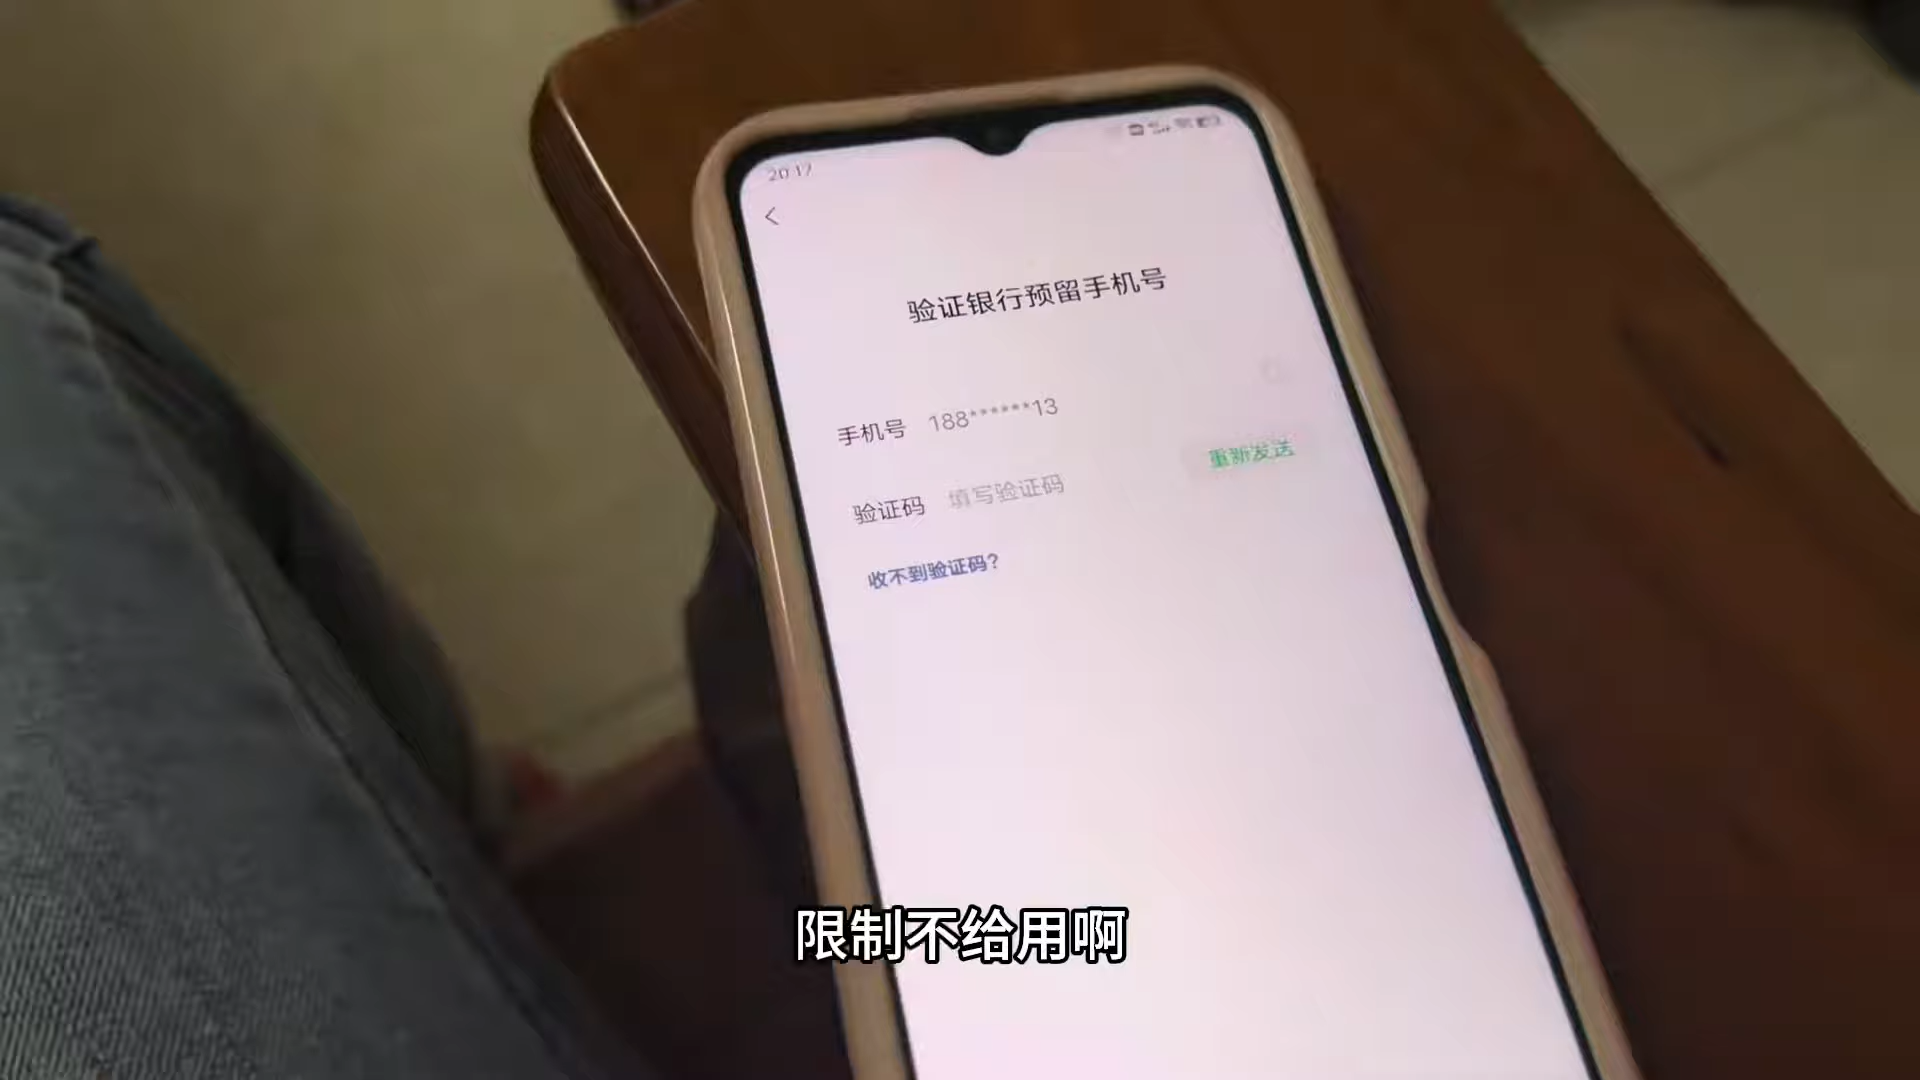 20:17
验证银行预留手机号
手机号 188******13
重新发送
验证码 填写验证码
收不到验证码?
限制不给用啊